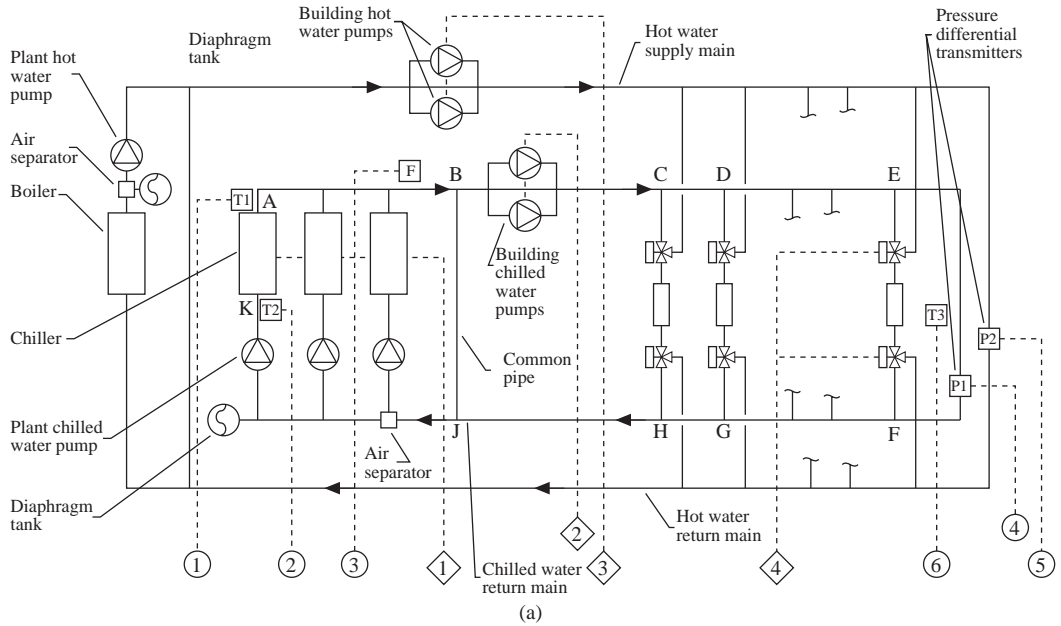 Building hot
water pumps
Diaphragm
tank
Hot water
supply main
Pressure
differential
transmitters
Plant hot
water
pump
Air
separator
Boiler
F
B
C
D
E
T1
A
Building
chilled
water
pumps
K
T2
T3
Chiller
P2
Common
pipe
P1
Plant chilled
water pump
J
H
G
F
Air
separator
Diaphragm
tank
Hot water
return main
2
4
1
2
3
1
Chilled water
return main
3
4
6
5
(a)